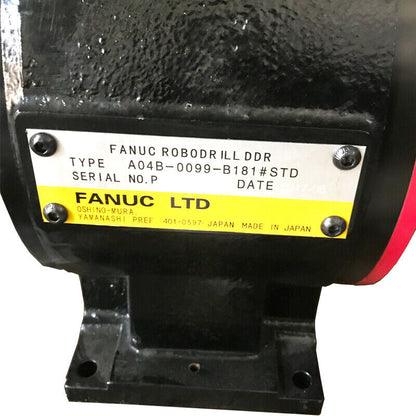 FANUC ROBODRILL DDR
TYPE A04B-0099-B181#STD
SERIAL NO.P DATE
FANUC LTD
OSHINO-MURA,
YAMANASHI PREF. 401-0597 JAPAN MADE IN JAPAN